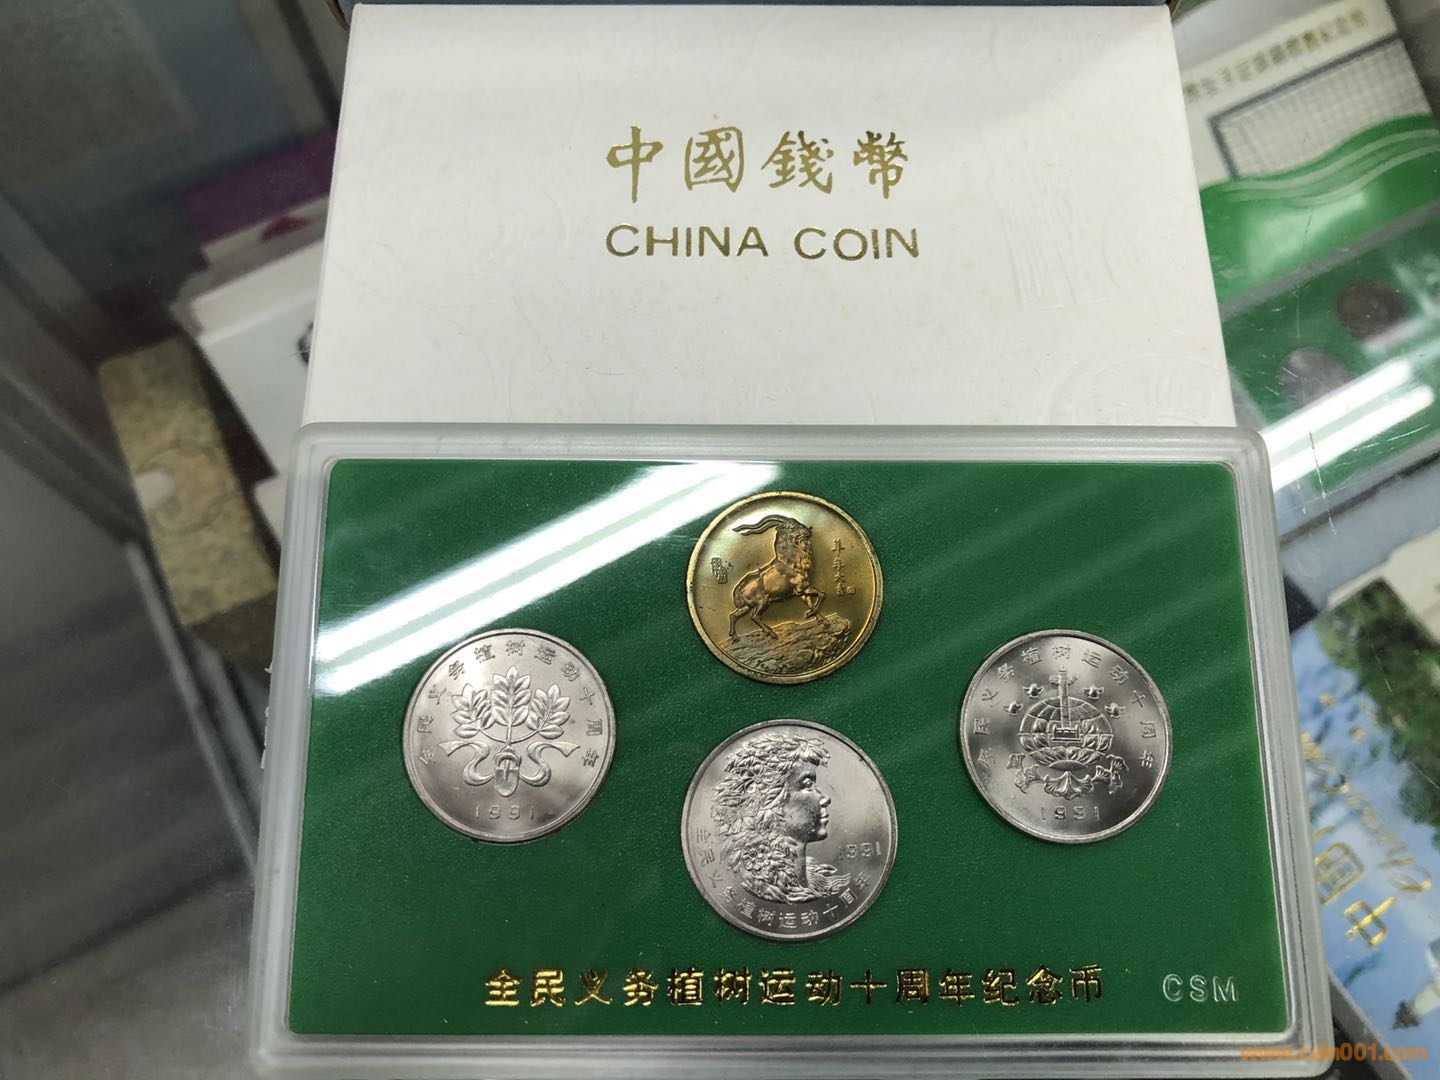 中國錢幣
CHINA COIN
羊年大吉
全民义务植树运动十周年
1991
全民义务植树运动十周年
1991
全民义务植树运动十周年
1991
全民义务植树运动十周年纪念币
CSM
中国
www.coin001.com